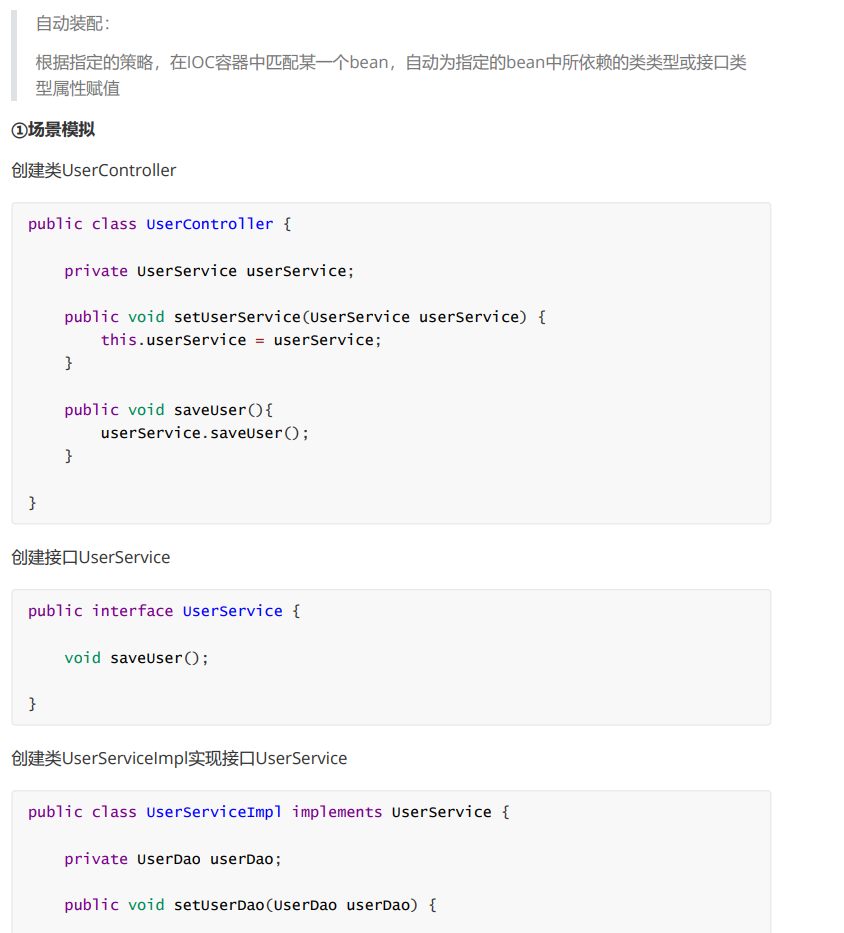 自动装配：
根据指定的策略，在IOC容器中匹配某一个bean，自动为指定的bean中所依赖的类类型或接口类
型属性赋值
①场景模拟
创建类UserController
public class UserController {
    private UserService userService;
    public void setUserService(UserService userService) {
        this.userService = userService;
    }
    public void saveUser(){
        userService.saveUser();
    }
}
创建接口UserService
public interface UserService {
    void saveUser();
}
创建类UserServiceImpl实现接口UserService
public class UserServiceImpl implements UserService {
    private UserDao userDao;
    public void setUserDao(UserDao userDao) {